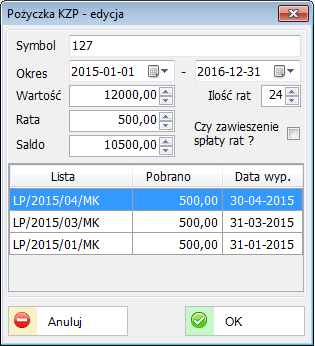 Pożyczka KZP - edycja
Symbol 127
Okres 2015-01-01 - 2016-12-31
Wartość 12000,00 Ilość rat 24
Rata 500,00
Czy zawieszenie
spłaty rat ?
Saldo 10500,00
Lista Pobrano Data wyp.
LP/2015/04/MK 500,00 30-04-2015
LP/2015/03/MK 500,00 31-03-2015
LP/2015/01/MK 500,00 31-01-2015
Anuluj OK